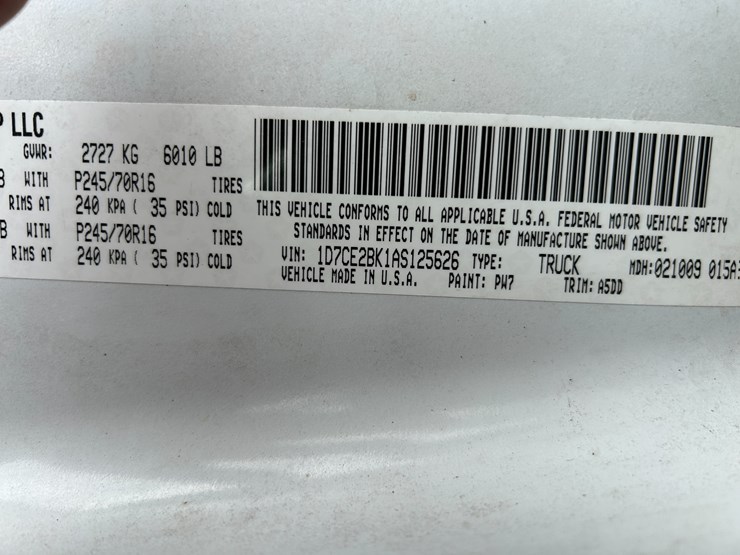 LLC
GVWR: 2727 KG 6010 LB
WITH P245/70R16 TIRES
RIMS AT 240 KPA ( 35 PSI) COLD
WITH P245/70R16 TIRES
RIMS AT 240 KPA ( 35 PSI) COLD
THIS VEHICLE CONFORMS TO ALL APPLICABLE U.S.A. FEDERAL MOTOR VEHICLE SAFETY
STANDARDS IN EFFECT ON THE DATE OF MANUFACTURE SHOWN ABOVE.
VIN: 1D7CE2BK1AS125626 TYPE: TRUCK MDH:021009 015A
VEHICLE MADE IN U.S.A. PAINT: PW7 TRIM: A5DD